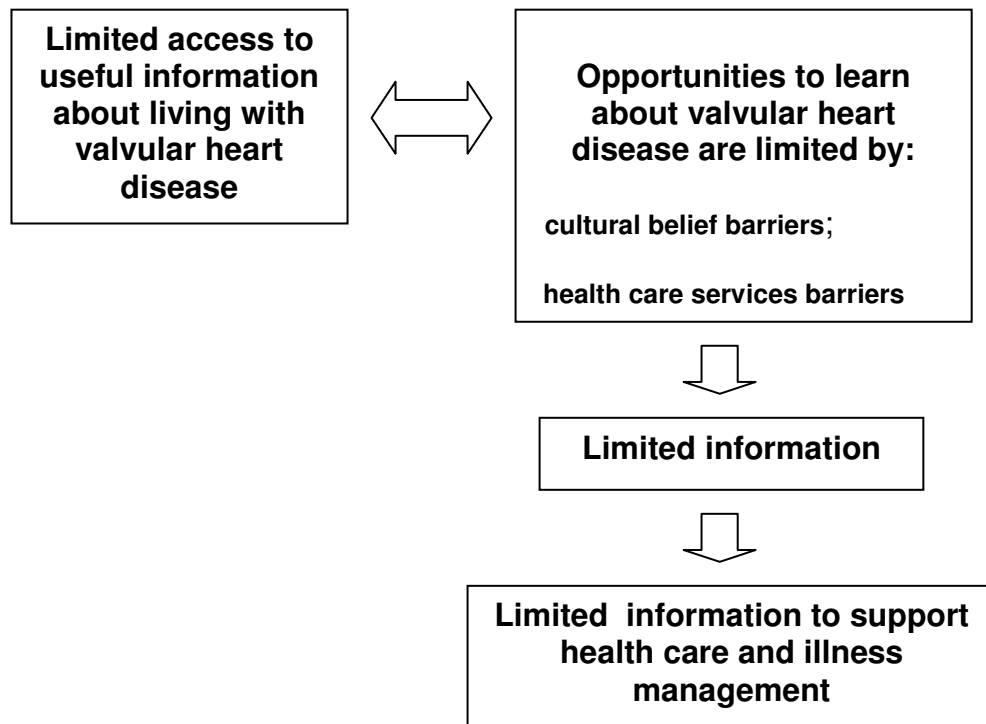 Limited access to
useful information
about living with
valvular heart
disease
Opportunities to learn
about valvular heart
disease are limited by:
cultural belief barriers;
health care services barriers
Limited information
Limited information to support
health care and illness
management